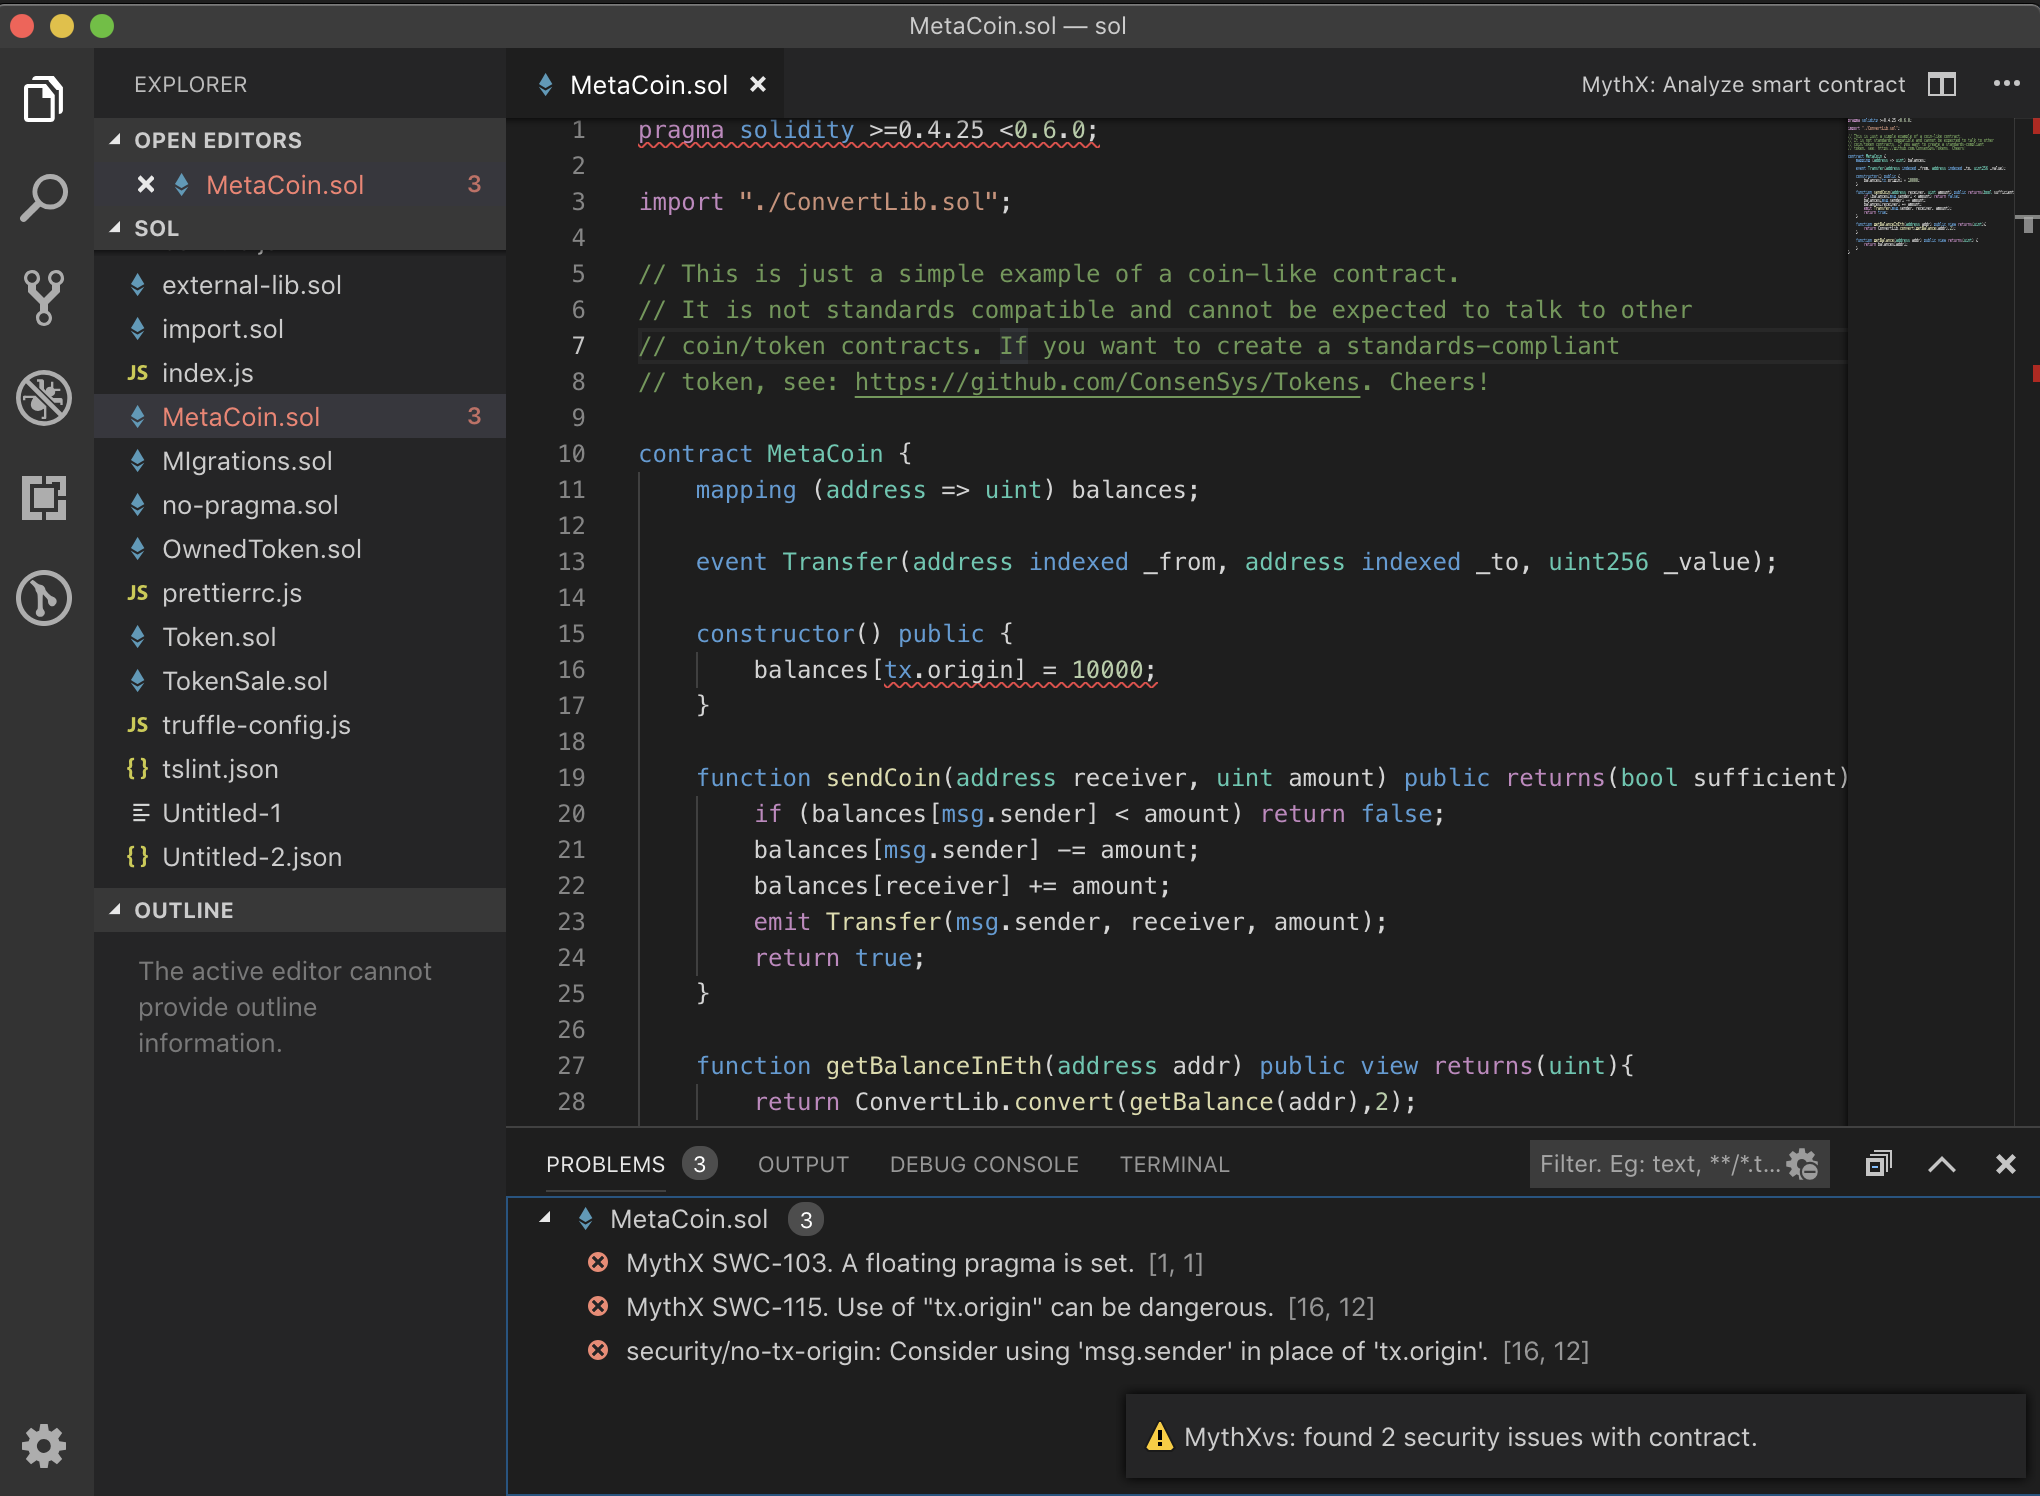 MetaCoin.sol — sol
EXPLORER
OPEN EDITORS
MetaCoin.sol 3
SOL
external-lib.sol
import.sol
JS index.js
MetaCoin.sol 3
MIgrations.sol
no-pragma.sol
OwnedToken.sol
JS prettierrc.js
Token.sol
TokenSale.sol
JS truffle-config.js
{} tslint.json
Untitled-1
{} Untitled-2.json
OUTLINE
The active editor cannot
provide outline
information.
MetaCoin.sol
MythX: Analyze smart contract
1 pragma solidity >=0.4.25 <0.6.0;
2
3 import "./ConvertLib.sol";
4
5 // This is just a simple example of a coin-like contract.
6 // It is not standards compatible and cannot be expected to talk to other
7 // coin/token contracts. If you want to create a standards-compliant
8 // token, see: https://github.com/ConsenSys/Tokens. Cheers!
9
10 contract MetaCoin {
11 mapping (address => uint) balances;
12
13 event Transfer(address indexed _from, address indexed _to, uint256 _value);
14
15 constructor() public {
16 balances[tx.origin] = 10000;
17 }
18
19 function sendCoin(address receiver, uint amount) public returns(bool sufficient)
20 if (balances[msg.sender] < amount) return false;
21 balances[msg.sender] -= amount;
22 balances[receiver] += amount;
23 emit Transfer(msg.sender, receiver, amount);
24 return true;
25 }
26
27 function getBalanceInEth(address addr) public view returns(uint){
28 return ConvertLib.convert(getBalance(addr),2);
PROBLEMS 3 OUTPUT DEBUG CONSOLE TERMINAL
Filter. Eg: text, **/*.t...
MetaCoin.sol 3
MythX SWC-103. A floating pragma is set. [1, 1]
MythX SWC-115. Use of "tx.origin" can be dangerous. [16, 12]
security/no-tx-origin: Consider using 'msg.sender' in place of 'tx.origin'. [16, 12]
MythXvs: found 2 security issues with contract.